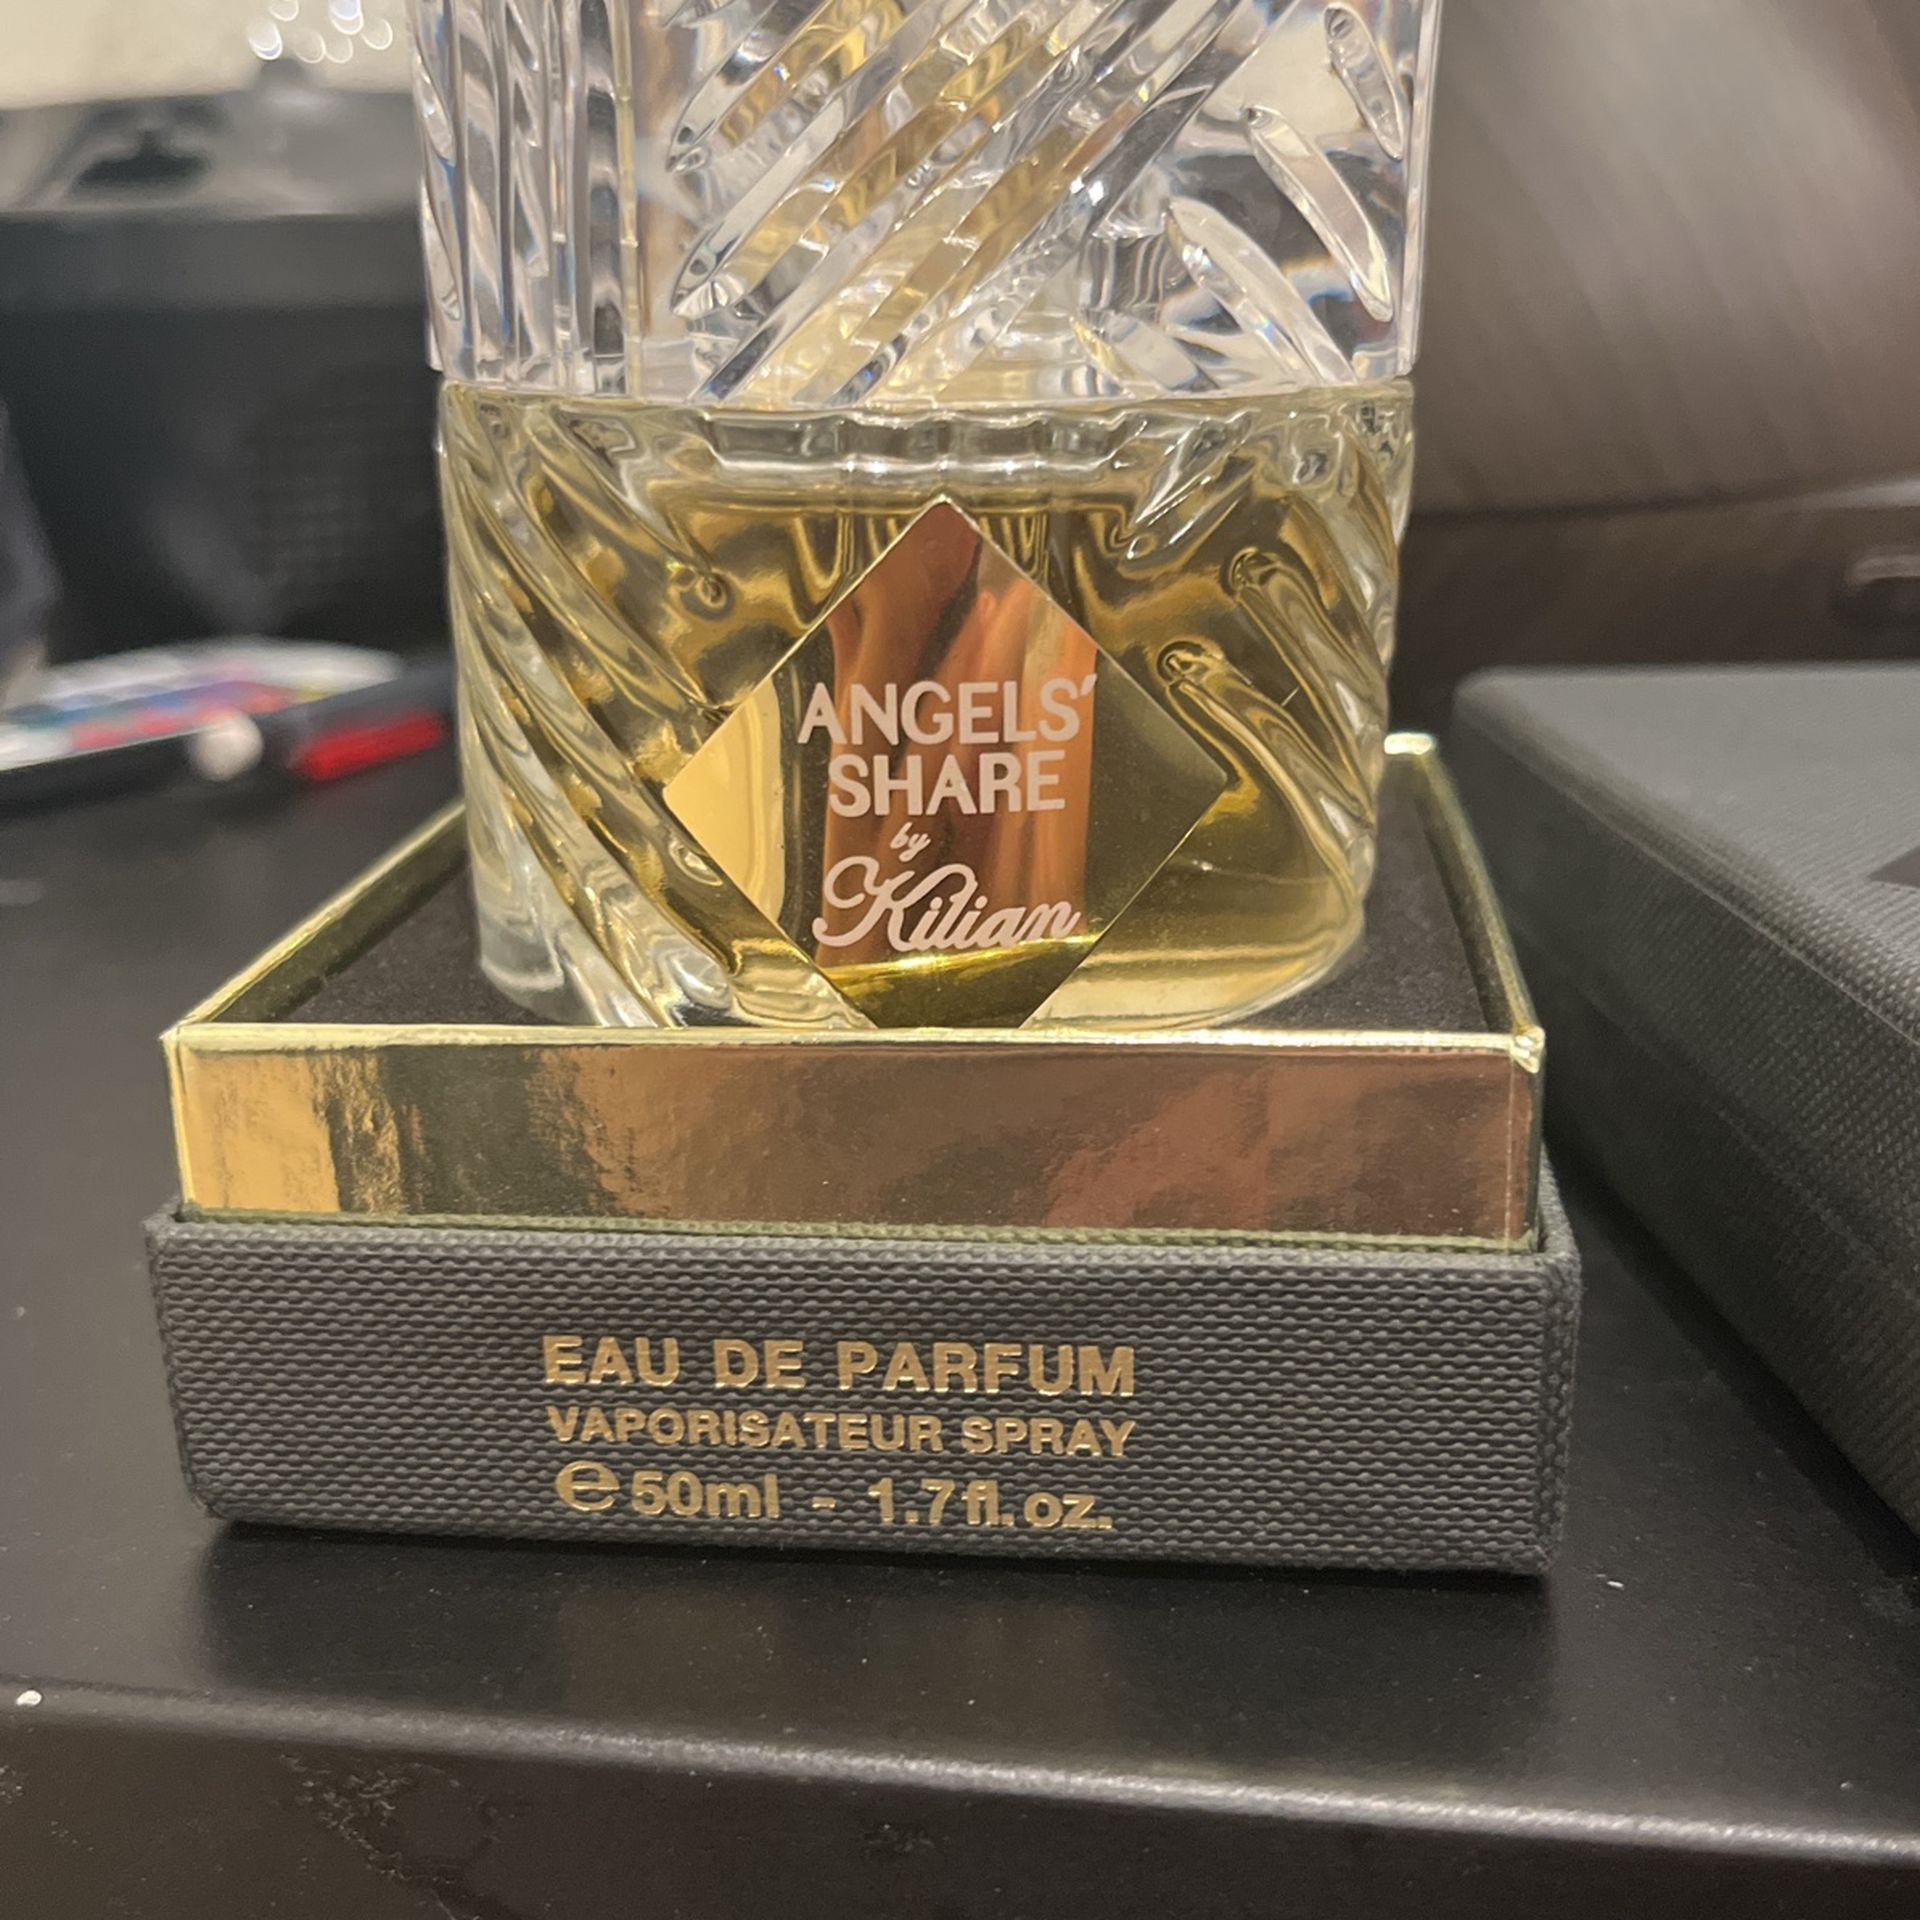 ANGELS'
SHARE
by
Kilian
EAU DE PARFUM
VAPORISATEUR SPRAY
℮ 50ml - 1.7 fl. oz.